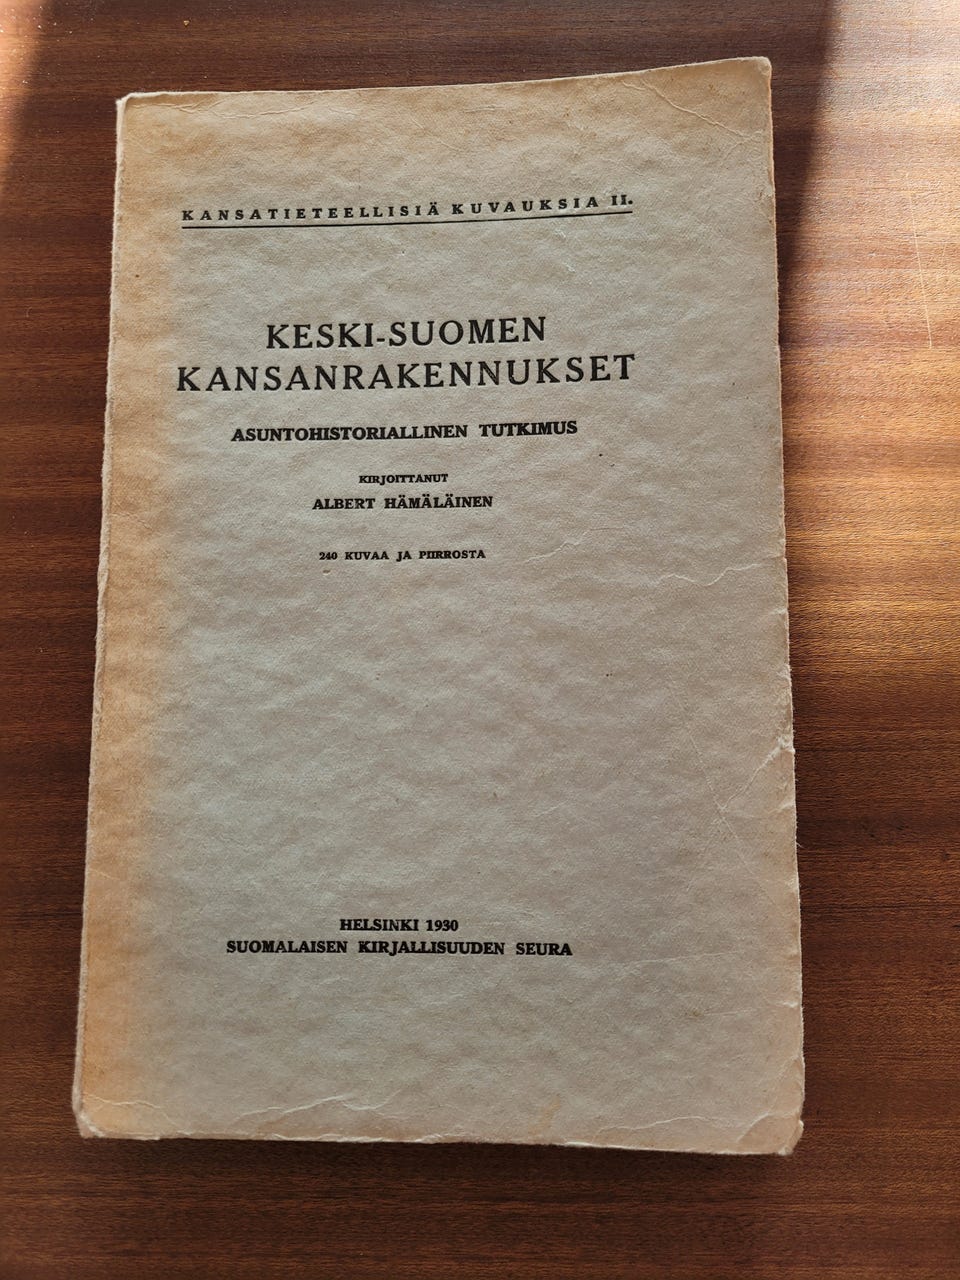 KANSATIETEELLISIÄ KUVAUKSIA II.
KESKI-SUOMEN
KANSANRAKENNUKSET
ASUNTOHISTORIALLINEN TUTKIMUS
KIRJOITTANUT
ALBERT HÄMÄLÄINEN
240 KUVAA JA PIIRROSTA
HELSINKI 1930
SUOMALAISEN KIRJALLISUUDEN SEURA